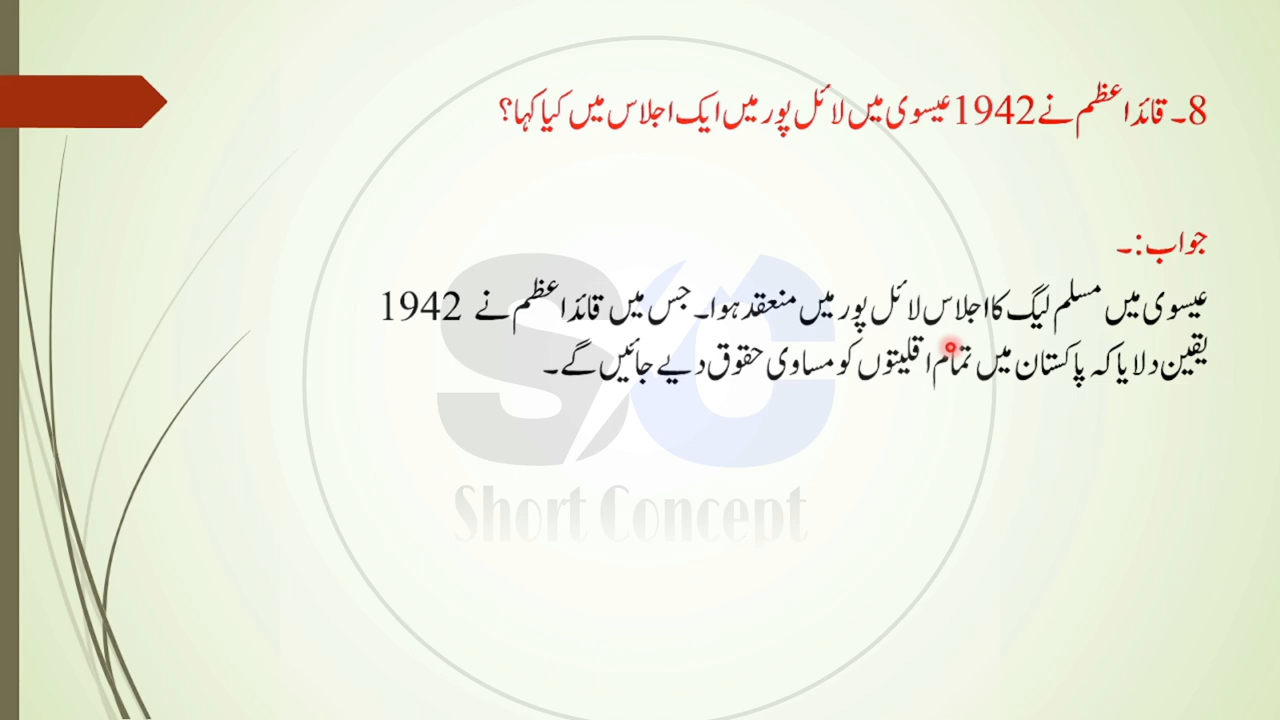 8۔ قائداعظم نے 1942 عیسوی میں لائل پور میں ایک اجلاس میں کیا کہا؟
جواب:۔
عیسوی میں مسلم لیگ کا اجلاس لائل پور میں منعقد ہوا۔ جس میں قائداعظم نے 1942
یقین دلایا کہ پاکستان میں تمام اقلیتوں کو مساوی حقوق دیے جائیں گے۔
SC
Short Concept